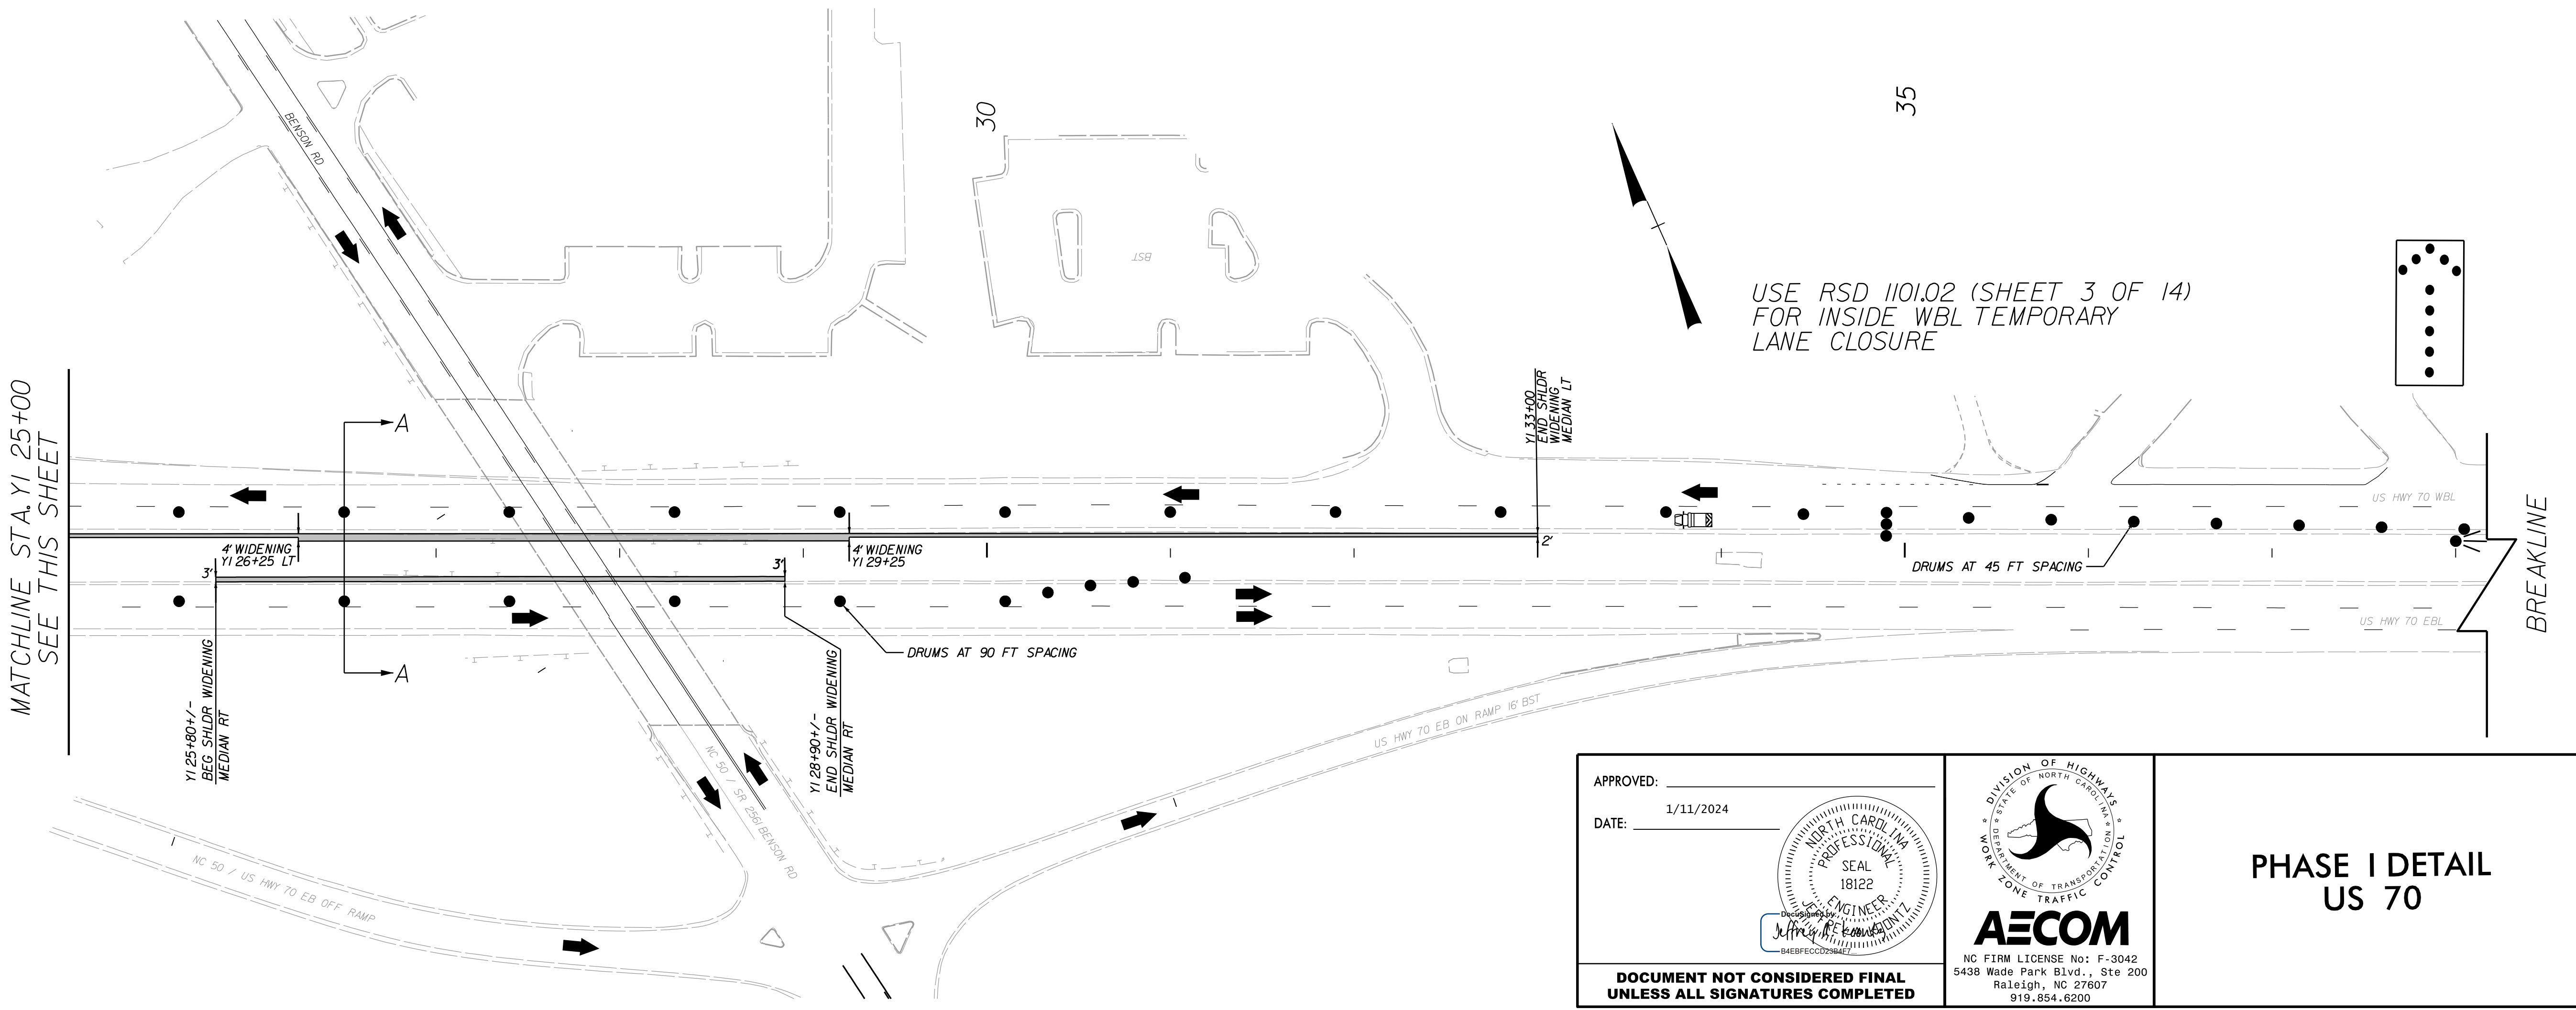 30
35
BENSON RD
BST
USE RSD 1101.02 (SHEET 3 OF 14)
FOR INSIDE WBL TEMPORARY
LANE CLOSURE
MATCHLINE STA. Y1 25+00
SEE THIS SHEET
A
A
Y1 33+00
END SHLDR
WIDENING
MEDIAN LT
US HWY 70 WBL
BREAKLINE
4' WIDENING
Y1 26+25 LT
4' WIDENING
Y1 29+25
2'
3'
3'
DRUMS AT 45 FT SPACING
US HWY 70 EBL
DRUMS AT 90 FT SPACING
Y1 25+80+/-
BEG SHLDR WIDENING
MEDIAN RT
Y1 28+90+/-
END SHLDR WIDENING
MEDIAN RT
NC 50 / SR 2561 BENSON RD
US HWY 70 EB ON RAMP 16' BST
NC 50 / US HWY 70 EB OFF RAMP
APPROVED:
DATE:
1/11/2024
NORTH CAROLINA
PROFESSIONAL
SEAL
18122
ENGINEER
DocuSigned by
Jeffrey
B4EBFECCD23B4F7...
DOCUMENT NOT CONSIDERED FINAL
UNLESS ALL SIGNATURES COMPLETED
DIVISION OF HIGHWAYS
STATE OF NORTH CAROLINA
DEPARTMENT OF TRANSPORTATION
WORK ZONE TRAFFIC CONTROL
AECOM
NC FIRM LICENSE No: F-3042
5438 Wade Park Blvd., Ste 200
Raleigh, NC 27607
919.854.6200
PHASE I DETAIL
US 70